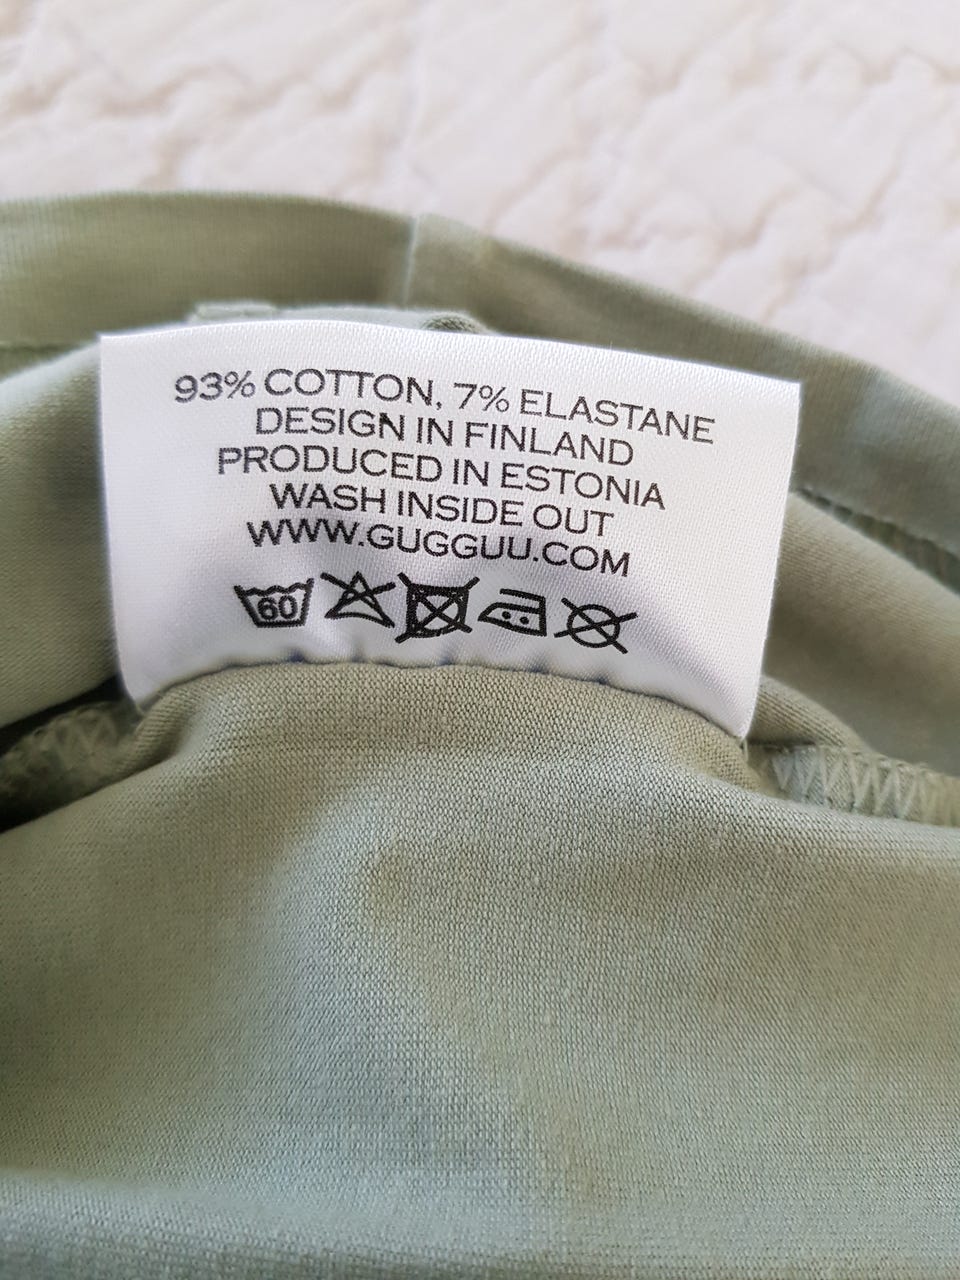 93% COTTON, 7% ELASTANE
DESIGN IN FINLAND
PRODUCED IN ESTONIA
WASH INSIDE OUT
WWW.GUGGUU.COM
60